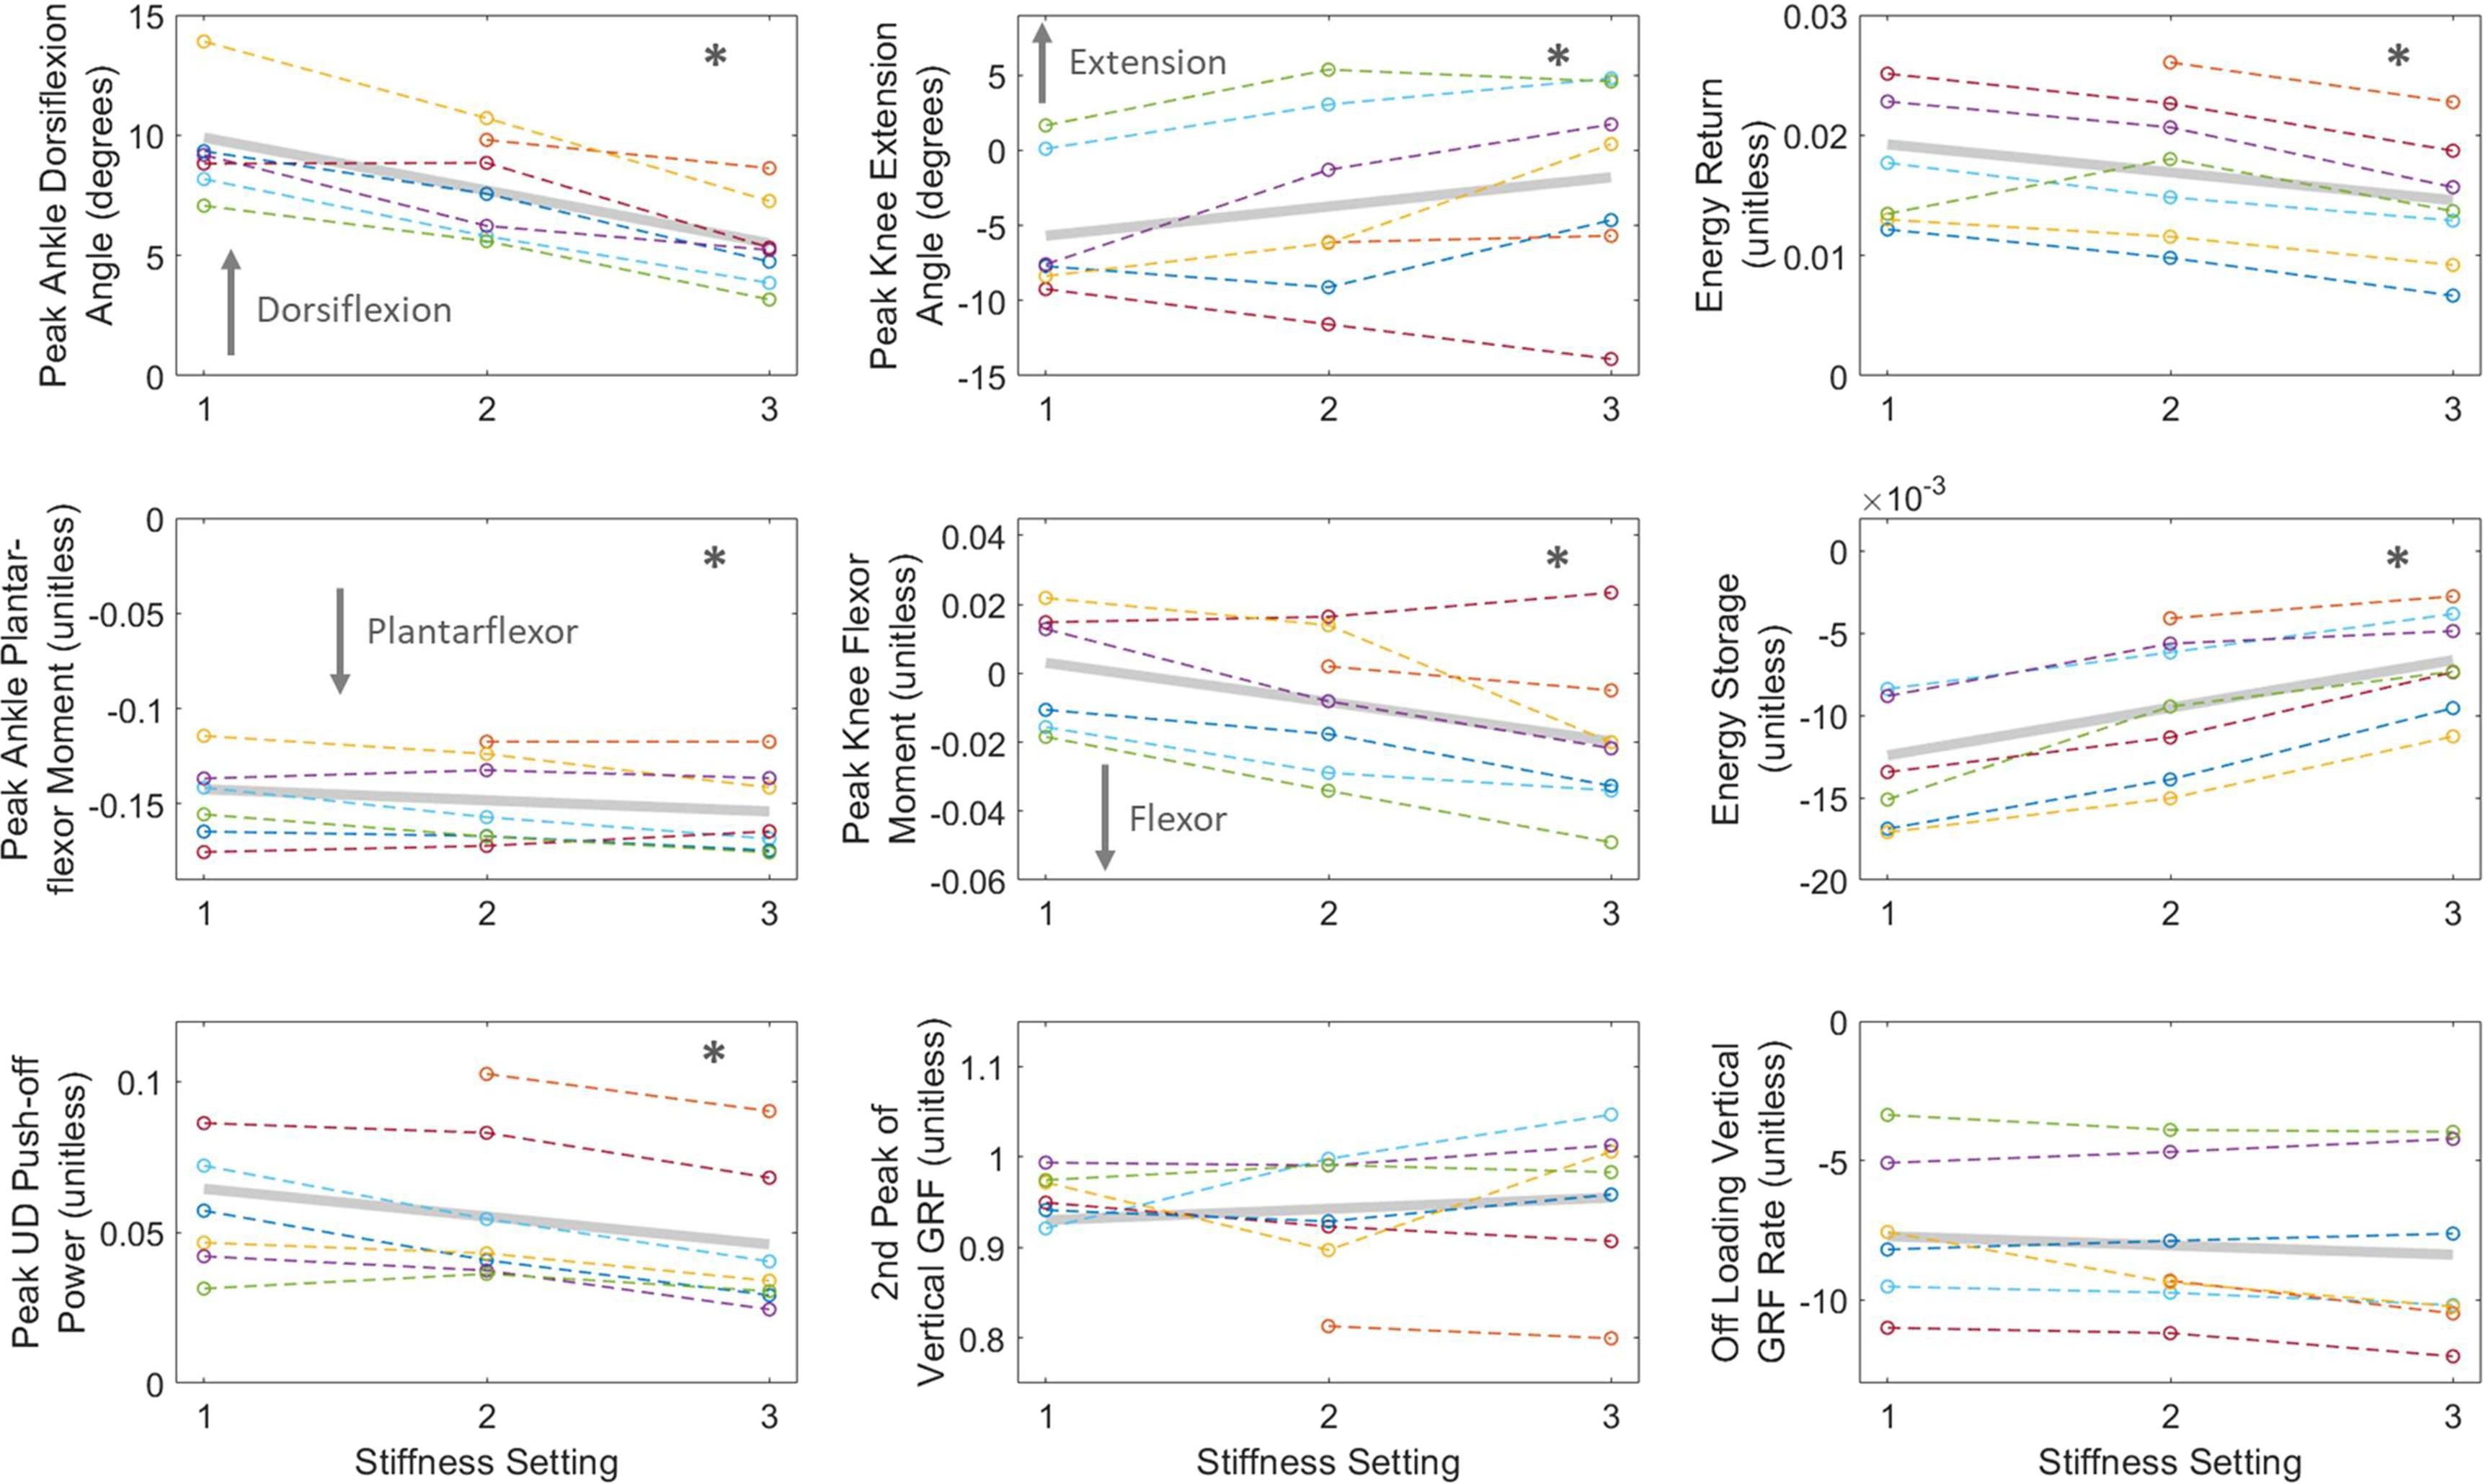 Peak Ankle Dorsiflexion
Angle (degrees)
15
10
5
0
*
Dorsiflexion
1 2 3
Peak Knee Extension
Angle (degrees)
5
0
-5
-10
-15
Extension
*
1 2 3
Energy Return
(unitless)
0.03
0.02
0.01
0
*
1 2 3
Peak Ankle Plantar-
flexor Moment (unitless)
0
-0.05
-0.1
-0.15
*
Plantarflexor
1 2 3
Peak Knee Flexor
Moment (unitless)
0.04
0.02
0
-0.02
-0.04
-0.06
*
Flexor
1 2 3
Energy Storage
(unitless)
×10-3
0
-5
-10
-15
-20
*
1 2 3
Peak UD Push-off
Power (unitless)
0.1
0.05
0
*
1 2 3
Stiffness Setting
2nd Peak of
Vertical GRF (unitless)
1.1
1
0.9
0.8
1 2 3
Stiffness Setting
Off Loading Vertical
GRF Rate (unitless)
0
-5
-10
1 2 3
Stiffness Setting